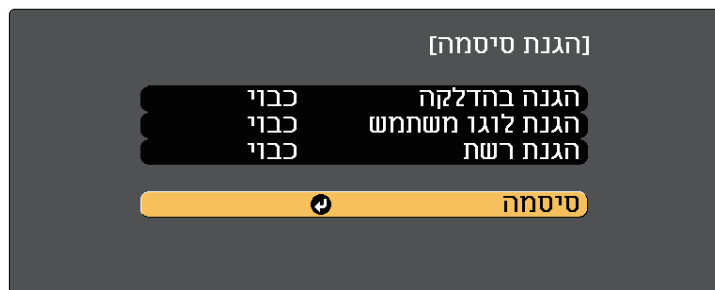 [הגנת סיסמה]
הגנה בהדלקה כבוי
הגנת לוגו משתמש כבוי
הגנת רשת כבוי
סיסמה